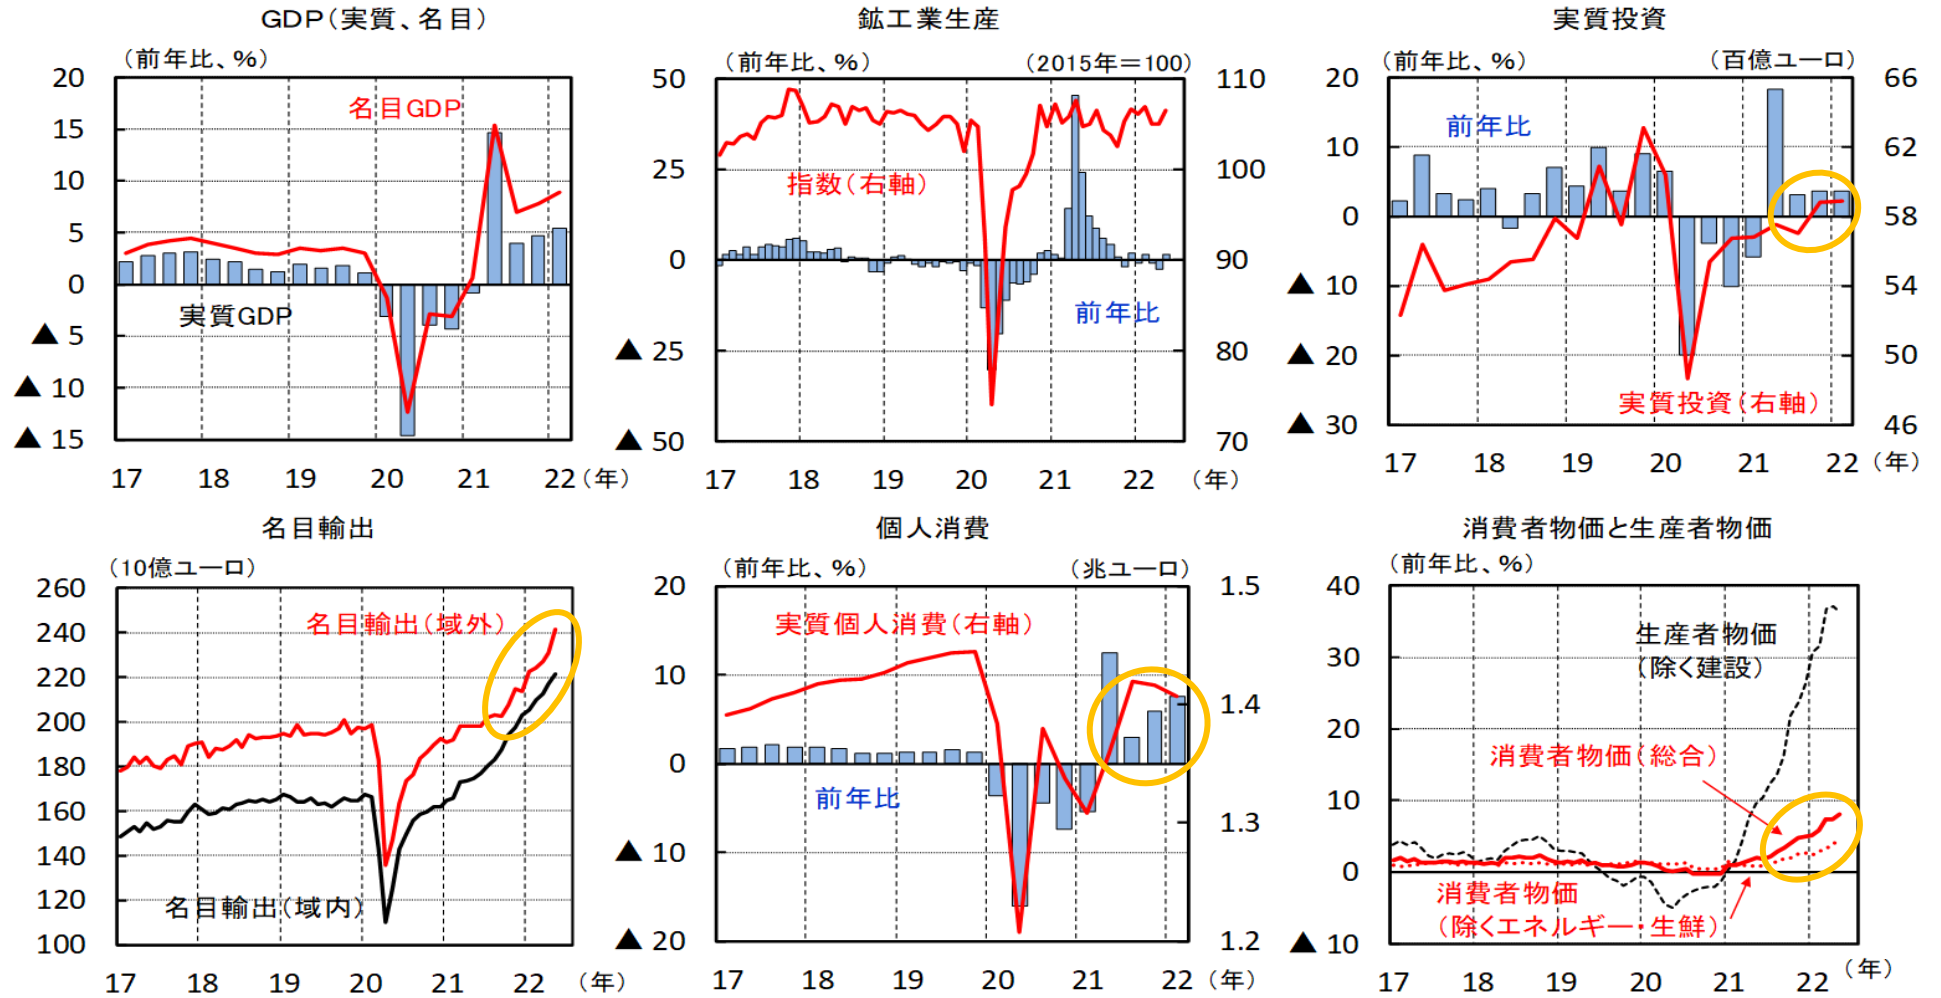 GDP(実質、名目)
(前年比、%)
20
15
10
5
0
▲ 5
▲ 10
▲ 15
名目GDP
実質GDP
17 18 19 20 21 22 (年)
鉱工業生産
(前年比、%) (2015年=100)
50
25
0
▲ 25
▲ 50
110
100
90
80
70
指数(右軸)
前年比
17 18 19 20 21 22 (年)
実質投資
(前年比、%) (百億ユーロ)
20
10
0
▲ 10
▲ 20
▲ 30
66
62
58
54
50
46
前年比
実質投資(右軸)
17 18 19 20 21 22 (年)
名目輸出
(10億ユーロ)
260
240
220
200
180
160
140
120
100
名目輸出(域外)
名目輸出(域内)
17 18 19 20 21 22 (年)
個人消費
(前年比、%) (兆ユーロ)
20
10
0
▲ 10
▲ 20
1.5
1.4
1.3
1.2
実質個人消費(右軸)
前年比
17 18 19 20 21 22 (年)
消費者物価と生産者物価
(前年比、%)
40
30
20
10
0
▲ 10
生産者物価
(除く建設)
消費者物価(総合)
消費者物価
(除くエネルギー・生鮮)
17 18 19 20 21 22 (年)